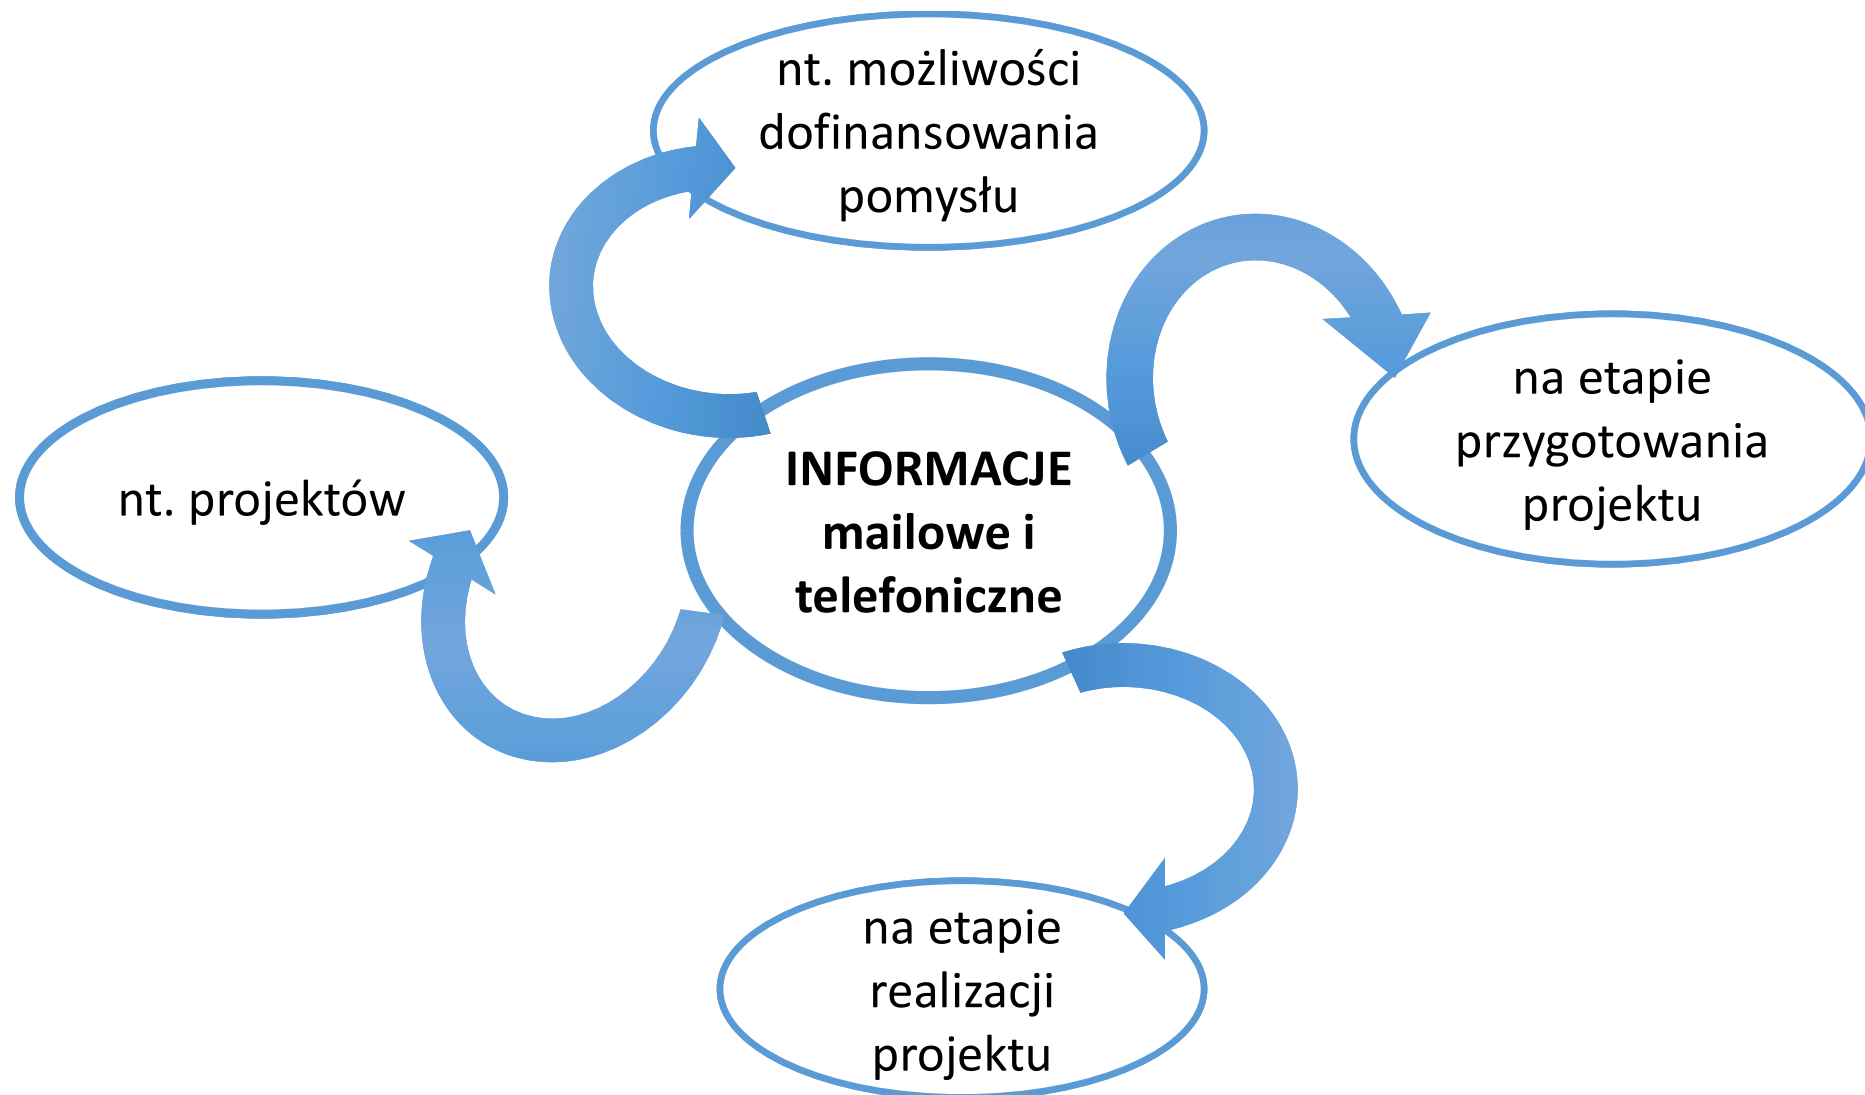 nt. możliwości
dofinansowania
pomysłu
na etapie
przygotowania
projektu
INFORMACJE
mailowe i
telefoniczne
nt. projektów
na etapie
realizacji
projektu